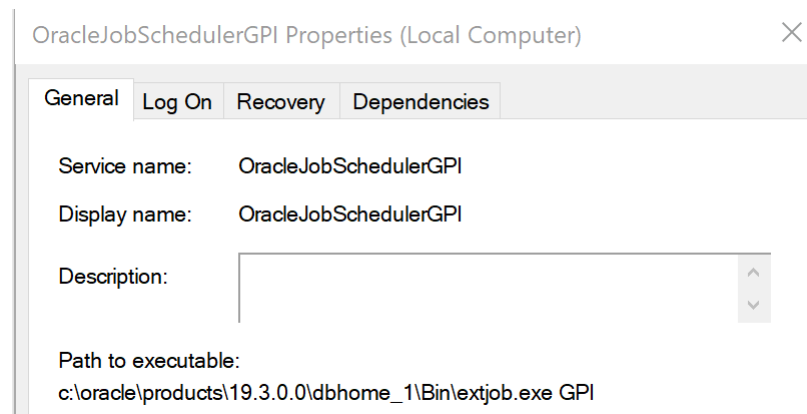 OracleJobSchedulerGPI Properties (Local Computer)
General Log On Recovery Dependencies
Service name: OracleJobSchedulerGPI
Display name: OracleJobSchedulerGPI
Description:
Path to executable:
c:\oracle\products\19.3.0.0\dbhome_1\Bin\extjob.exe GPI